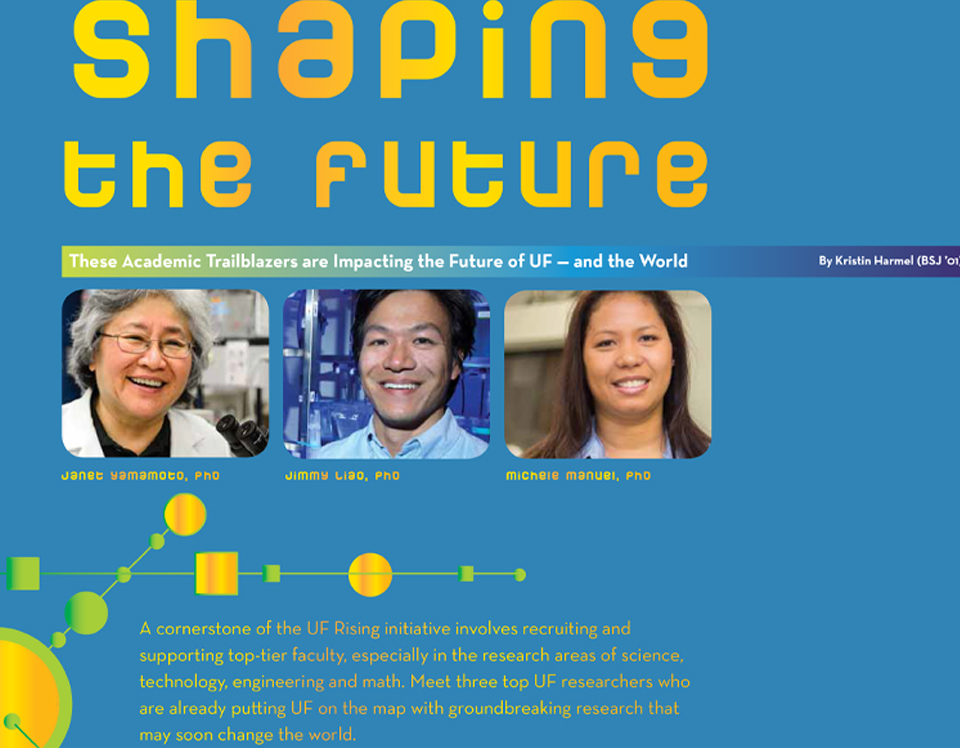 Shaping
the Future
These Academic Trailblazers are Impacting the Future of UF – and the World
By Kristin Harmel (BSJ '01)
Janet Yamamoto, PhD
Jimmy Liao, PhD
Michele Manuel, PhD
A cornerstone of the UF Rising initiative involves recruiting and
supporting top-tier faculty, especially in the research areas of science,
technology, engineering and math. Meet three top UF researchers who
are already putting UF on the map with groundbreaking research that
may soon change the world.